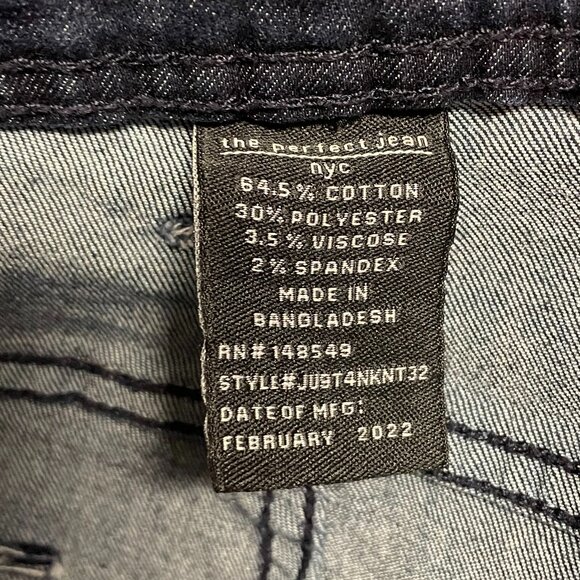 the perfect jean
nyc
64.5% COTTON
30% POLYESTER
3.5% VISCOSE
2% SPANDEX
MADE IN
BANGLADESH
RN#148549
STYLE#JU9T4NKNT32
DATE OF MFG:
FEBRUARY 2022